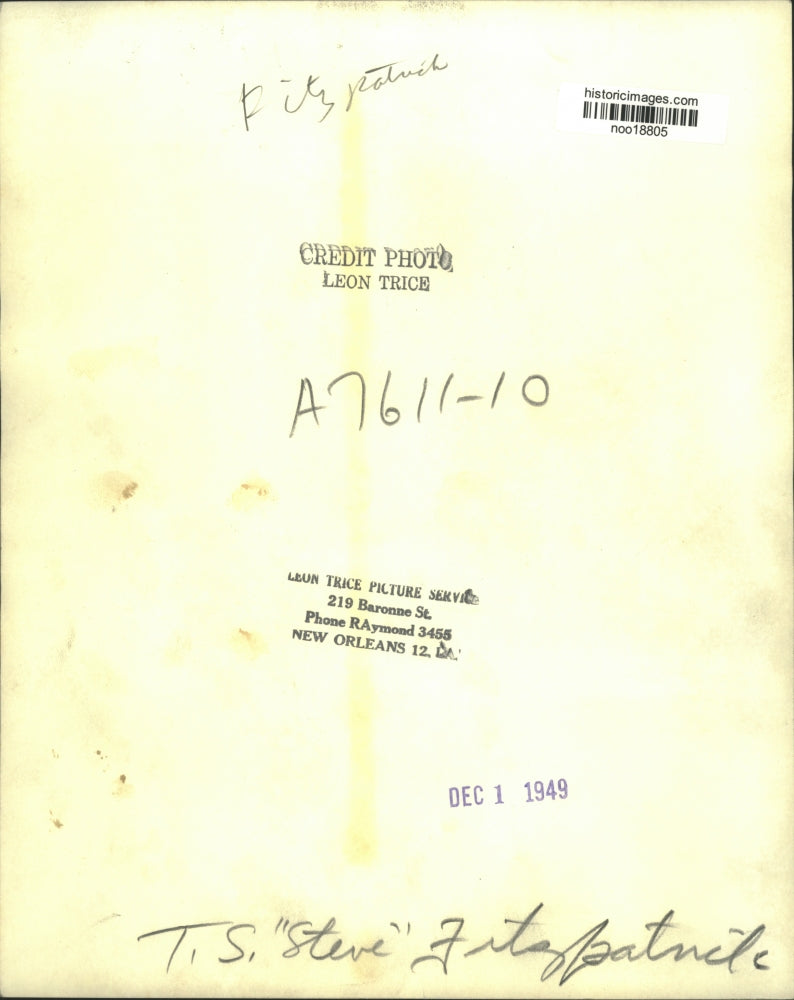 Fitzpatrick
historicimages.com
noo18805
CREDIT PHOTO
LEON TRICE
A7611-10
LEON TRICE PICTURE SERVICE
219 Baronne St.
Phone RAymond 3455
NEW ORLEANS 12, LA.
DEC 1 1949
T. S. "Steve" Fitzpatrick